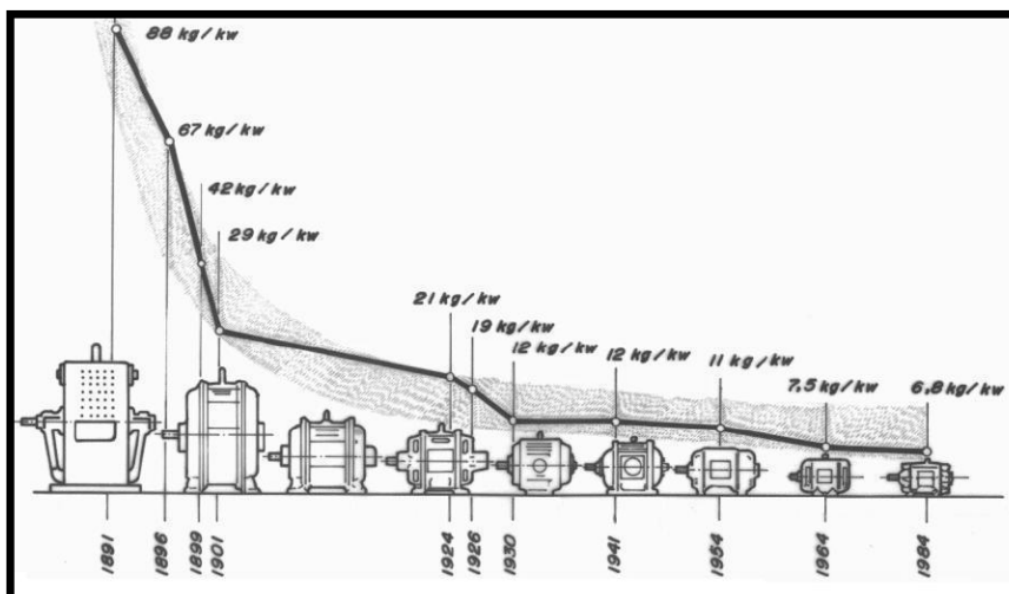 88 kg/kw
67 kg/kw
42 kg/kw
29 kg/kw
21 kg/kw
19 kg/kw
12 kg/kw
12 kg/kw
11 kg/kw
7,5 kg/kw
6,8 kg/kw
1891
1896
1899
1901
1924
1926
1930
1941
1954
1964
1984